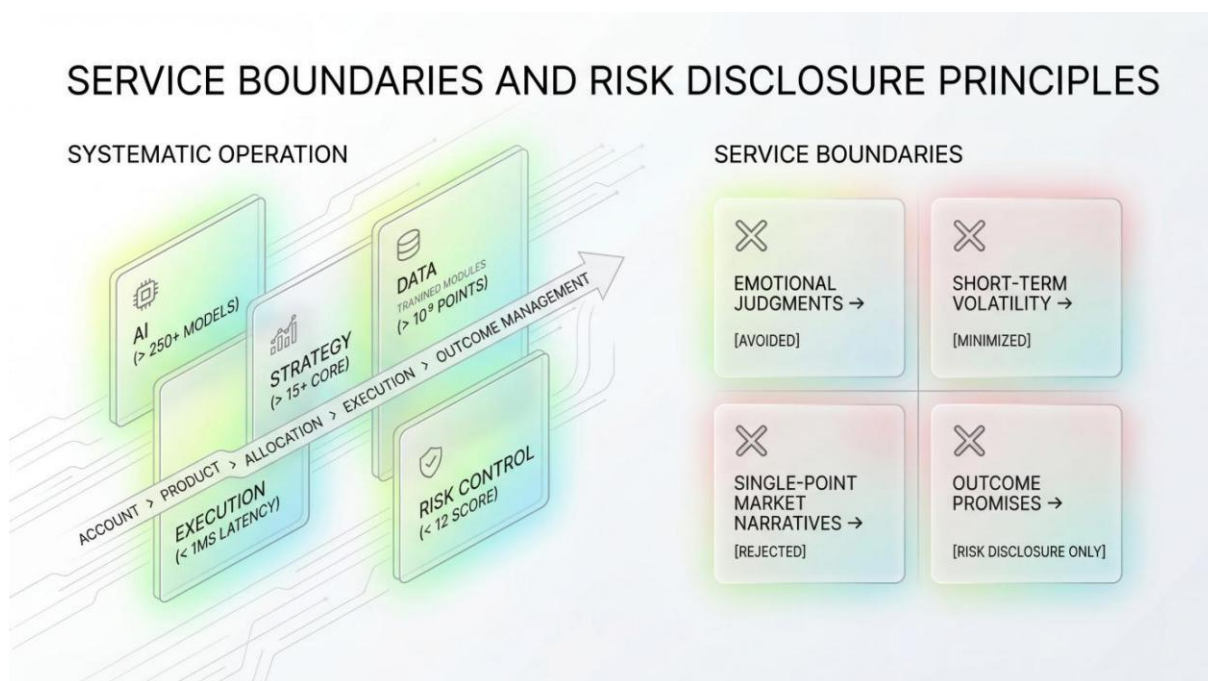 SERVICE BOUNDARIES AND RISK DISCLOSURE PRINCIPLES
SYSTEMATIC OPERATION
AI
(> 250+ MODELS)
STRATEGY
(> 15+ CORE)
DATA
TRANINED MODULES
(> 10⁹ POINTS)
ACCOUNT > PRODUCT > ALLOCATION > EXECUTION > OUTCOME MANAGEMENT
EXECUTION
(< 1MS LATENCY)
RISK CONTROL
(< 12 SCORE)
SERVICE BOUNDARIES
EMOTIONAL
JUDGMENTS →
[AVOIDED]
SHORT-TERM
VOLATILITY →
[MINIMIZED]
SINGLE-POINT
MARKET
NARRATIVES →
[REJECTED]
OUTCOME
PROMISES →
[RISK DISCLOSURE ONLY]